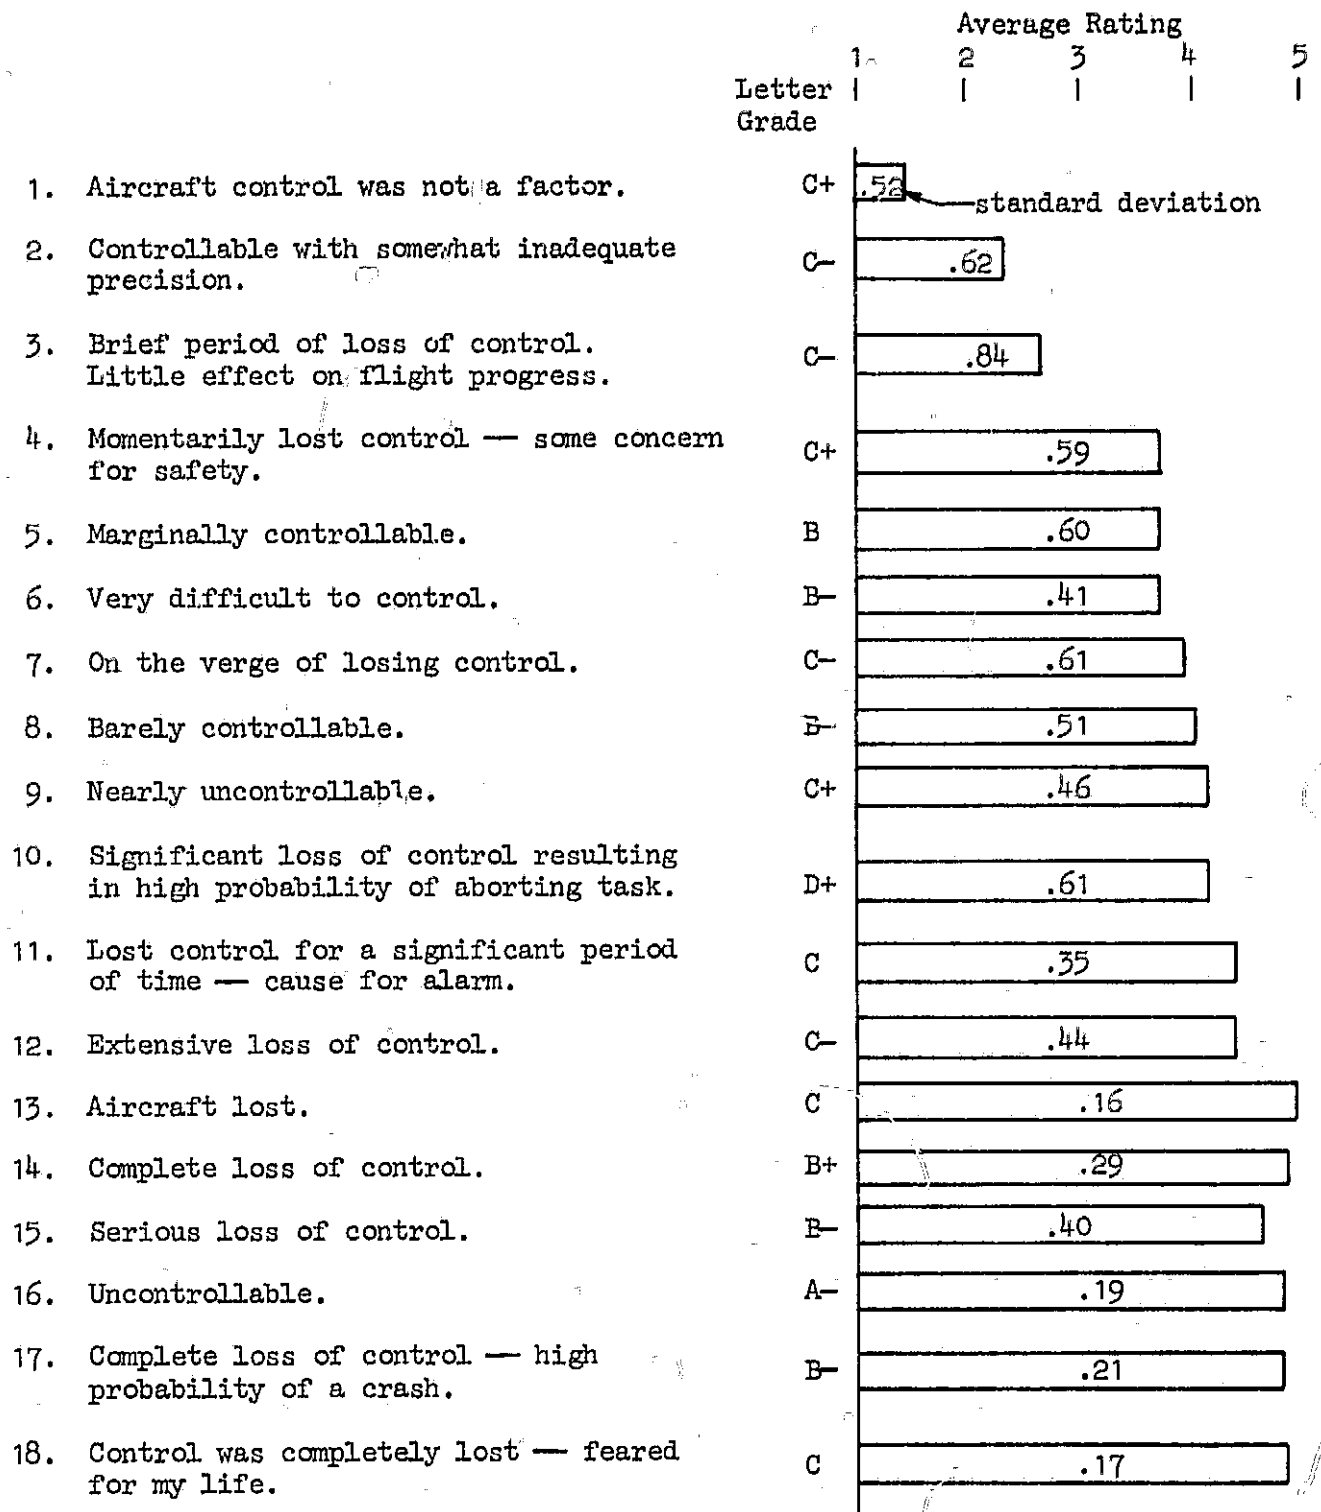 Average Rating
1 2 3 4 5
Letter
Grade
1. Aircraft control was not a factor. C+ .52
standard deviation
2. Controllable with somewhat inadequate
precision. C- .62
3. Brief period of loss of control.
Little effect on flight progress. C- .84
4. Momentarily lost control — some concern
for safety. C+ .59
5. Marginally controllable. B .60
6. Very difficult to control. B- .41
7. On the verge of losing control. C- .61
8. Barely controllable. B- .51
9. Nearly uncontrollable. C+ .46
10. Significant loss of control resulting
in high probability of aborting task. D+ .61
11. Lost control for a significant period
of time — cause for alarm. C .35
12. Extensive loss of control. C- .44
13. Aircraft lost. C .16
14. Complete loss of control. B+ .29
15. Serious loss of control. B- .40
16. Uncontrollable. A- .19
17. Complete loss of control — high
probability of a crash. B- .21
18. Control was completely lost — feared
for my life. C .17